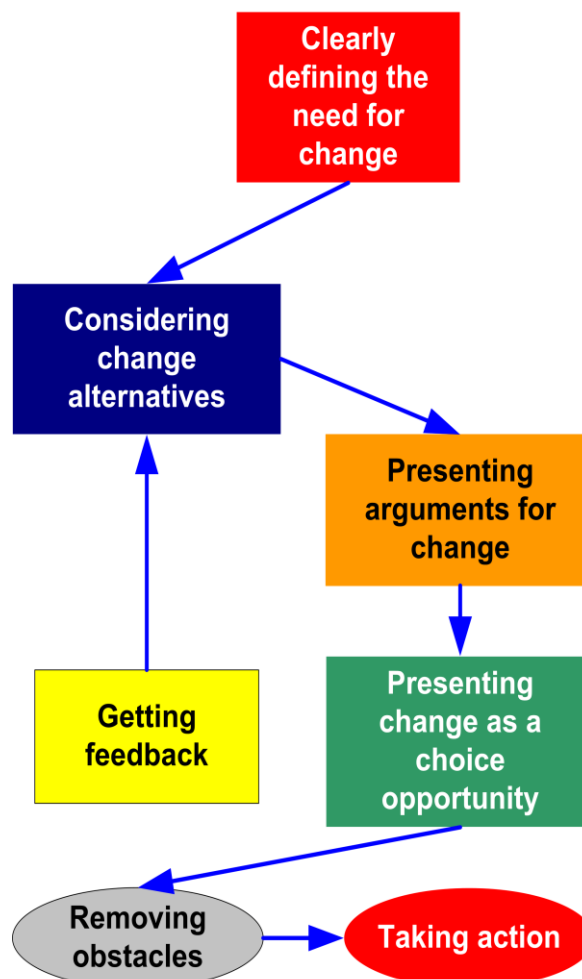 Clearly
defining the
need for
change
Considering
change
alternatives
Presenting
arguments for
change
Getting
feedback
Presenting
change as a
choice
opportunity
Removing
obstacles
Taking action